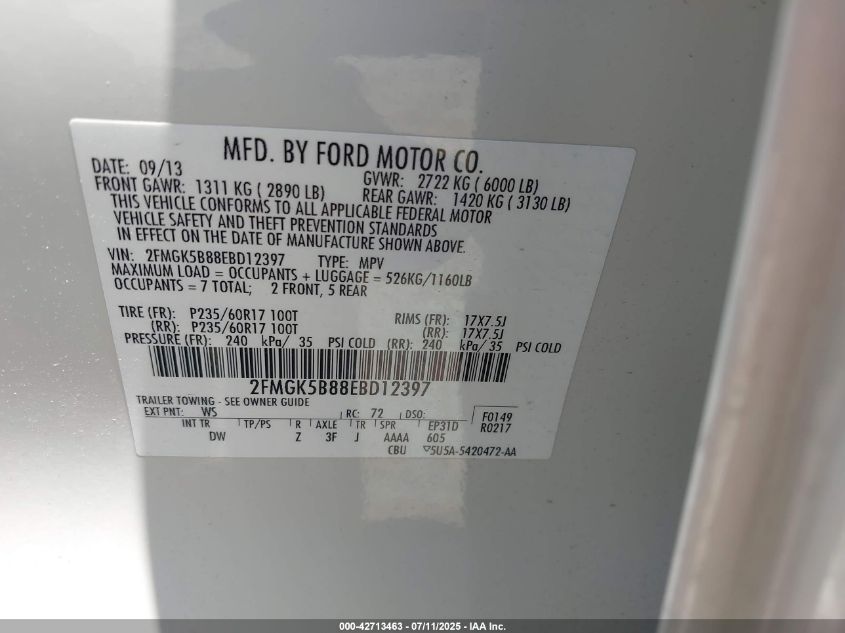 MFD. BY FORD MOTOR CO.
DATE: 09/13 GVWR: 2722 KG ( 6000 LB)
FRONT GAWR: 1311 KG ( 2890 LB) REAR GAWR: 1420 KG ( 3130 LB)
THIS VEHICLE CONFORMS TO ALL APPLICABLE FEDERAL MOTOR
VEHICLE SAFETY AND THEFT PREVENTION STANDARDS
IN EFFECT ON THE DATE OF MANUFACTURE SHOWN ABOVE.
VIN: 2FMGK5B88EBD12397 TYPE: MPV
MAXIMUM LOAD = OCCUPANTS + LUGGAGE = 526KG/1160LB
OCCUPANTS = 7 TOTAL; 2 FRONT, 5 REAR
TIRE (FR): P235/60R17 100T RIMS (FR): 17X7.5J
(RR): P235/60R17 100T (RR): 17X7.5J
PRESSURE (FR): 240 kPa/ 35 PSI COLD (RR): 240 kPa/ 35 PSI COLD
2FMGK5B88EBD12397
TRAILER TOWING - SEE OWNER GUIDE
EXT PNT: WS RC: 72 DSO: F0149
INT TR TP/PS R AXLE TR SPR EP31D R0217
DW Z 3F J AAAA 605
CBU 5U5A-5420472-AA
000-42713463 - 07/11/2025 - IAA Inc.